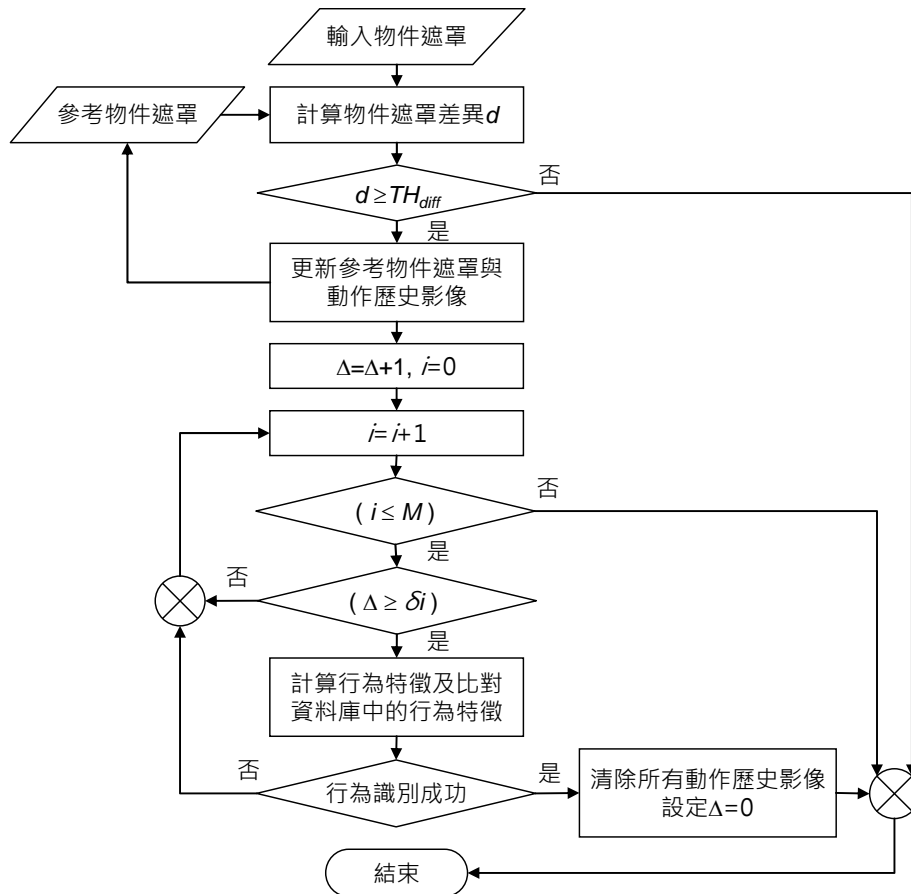 輸入物件遮罩
參考物件遮罩
計算物件遮罩差異d
d ≥TH_diff
否
是
更新參考物件遮罩與
動作歷史影像
Δ=Δ+1, i=0
i= i+1
( i ≤ M )
否
是
( Δ ≥ δi )
否
是
計算行為特徵及比對
資料庫中的行為特徵
行為識別成功
否
是
清除所有動作歷史影像
設定Δ=0
結束